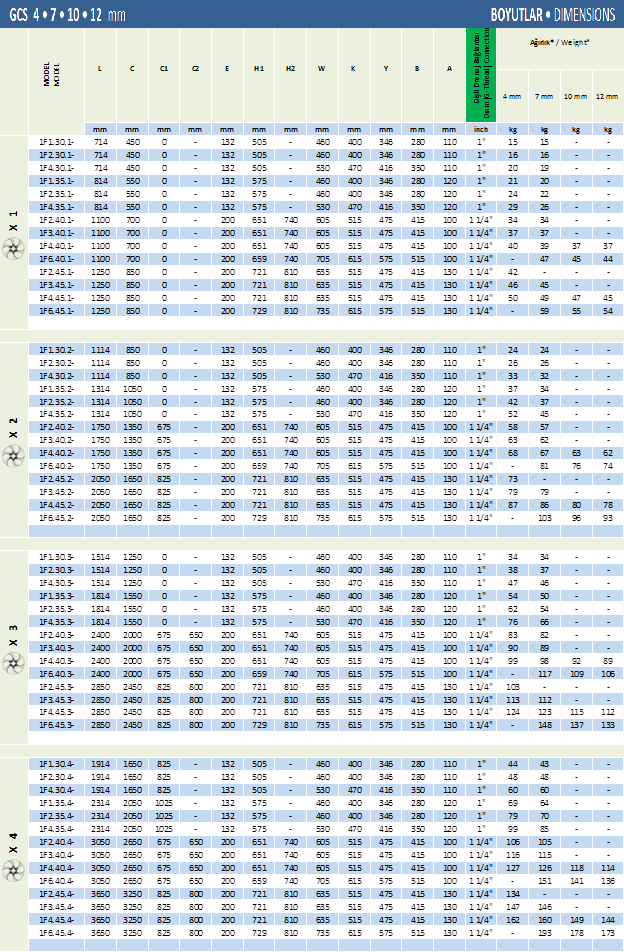 GCS 4 • 7 • 10 • 12 mm BOYUTLAR • DIMENSIONS
MODEL
MODEL
L C C1 C2 E H1 H2 W K Y B A
Dişli Drenaj Bağlantısı
Drain (G-Thread) Connection
Ağırlık* / Weight*
4 mm 7 mm 10 mm 12 mm
mm mm mm mm mm mm mm mm mm mm mm mm inch kg kg kg kg
X 1
1F1.30.1- 714 450 0 - 132 505 - 460 400 346 280 110 1" 15 15 - -
1F2.30.1- 714 450 0 - 132 505 - 460 400 346 280 110 1" 16 16 - -
1F4.30.1- 714 450 0 - 132 505 - 530 470 416 350 110 1" 20 19 - -
1F1.35.1- 814 550 0 - 132 575 - 460 400 346 280 120 1" 21 20 - -
1F2.35.1- 814 550 0 - 132 575 - 460 400 346 280 120 1" 24 22 - -
1F4.35.1- 814 550 0 - 132 575 - 530 470 416 350 120 1" 29 26 - -
1F2.40.1- 1100 700 0 - 200 651 740 605 515 475 415 100 1 1/4" 34 34 - -
1F3.40.1- 1100 700 0 - 200 651 740 605 515 475 415 100 1 1/4" 37 37 - -
1F4.40.1- 1100 700 0 - 200 651 740 605 515 475 415 100 1 1/4" 40 39 37 37
1F6.40.1- 1100 700 0 - 200 659 740 705 615 575 515 100 1 1/4" - 47 45 44
1F2.45.1- 1250 850 0 - 200 721 810 635 515 475 415 130 1 1/4" 42 - - -
1F3.45.1- 1250 850 0 - 200 721 810 635 515 475 415 130 1 1/4" 46 45 - -
1F4.45.1- 1250 850 0 - 200 721 810 635 515 475 415 130 1 1/4" 50 49 47 45
1F6.45.1- 1250 850 0 - 200 729 810 735 615 575 515 130 1 1/4" - 59 55 54
X 2
1F1.30.2- 1114 850 0 - 132 505 - 460 400 346 280 110 1" 24 24 - -
1F2.30.2- 1114 850 0 - 132 505 - 460 400 346 280 110 1" 26 26 - -
1F4.30.2- 1114 850 0 - 132 505 - 530 470 416 350 110 1" 33 32 - -
1F1.35.2- 1314 1050 0 - 132 575 - 460 400 346 280 120 1" 37 34 - -
1F2.35.2- 1314 1050 0 - 132 575 - 460 400 346 280 120 1" 42 37 - -
1F4.35.2- 1314 1050 0 - 132 575 - 530 470 416 350 120 1" 52 45 - -
1F2.40.2- 1750 1350 675 - 200 651 740 605 515 475 415 100 1 1/4" 58 57 - -
1F3.40.2- 1750 1350 675 - 200 651 740 605 515 475 415 100 1 1/4" 63 62 - -
1F4.40.2- 1750 1350 675 - 200 651 740 605 515 475 415 100 1 1/4" 68 67 63 62
1F6.40.2- 1750 1350 675 - 200 659 740 705 615 575 515 100 1 1/4" - 81 76 74
1F2.45.2- 2050 1650 825 - 200 721 810 635 515 475 415 130 1 1/4" 73 - - -
1F3.45.2- 2050 1650 825 - 200 721 810 635 515 475 415 130 1 1/4" 79 79 - -
1F4.45.2- 2050 1650 825 - 200 721 810 635 515 475 415 130 1 1/4" 87 86 80 78
1F6.45.2- 2050 1650 825 - 200 729 810 735 615 575 515 130 1 1/4" - 103 96 93
X 3
1F1.30.3- 1514 1250 0 - 132 505 - 460 400 346 280 110 1" 34 34 - -
1F2.30.3- 1514 1250 0 - 132 505 - 460 400 346 280 110 1" 38 37 - -
1F4.30.3- 1514 1250 0 - 132 505 - 530 470 416 350 110 1" 47 46 - -
1F1.35.3- 1814 1550 0 - 132 575 - 460 400 346 280 120 1" 54 50 - -
1F2.35.3- 1814 1550 0 - 132 575 - 460 400 346 280 120 1" 62 54 - -
1F4.35.3- 1814 1550 0 - 132 575 - 530 470 416 350 120 1" 76 66 - -
1F2.40.3- 2400 2000 675 650 200 651 740 605 515 475 415 100 1 1/4" 83 82 - -
1F3.40.3- 2400 2000 675 650 200 651 740 605 515 475 415 100 1 1/4" 90 89 - -
1F4.40.3- 2400 2000 675 650 200 651 740 605 515 475 415 100 1 1/4" 99 98 92 89
1F6.40.3- 2400 2000 675 650 200 659 740 705 615 575 515 100 1 1/4" - 117 109 106
1F2.45.3- 2850 2450 825 800 200 721 810 635 515 475 415 130 1 1/4" 103 - - -
1F3.45.3- 2850 2450 825 800 200 721 810 635 515 475 415 130 1 1/4" 113 112 - -
1F4.45.3- 2850 2450 825 800 200 721 810 635 515 475 415 130 1 1/4" 124 123 115 112
1F6.45.3- 2850 2450 825 800 200 729 810 735 615 575 515 130 1 1/4" - 148 137 133
X 4
1F1.30.4- 1914 1650 825 - 132 505 - 460 400 346 280 110 1" 44 43 - -
1F2.30.4- 1914 1650 825 - 132 505 - 460 400 346 280 110 1" 48 48 - -
1F4.30.4- 1914 1650 825 - 132 505 - 530 470 416 350 110 1" 60 60 - -
1F1.35.4- 2314 2050 1025 - 132 575 - 460 400 346 280 120 1" 69 64 - -
1F2.35.4- 2314 2050 1025 - 132 575 - 460 400 346 280 120 1" 79 70 - -
1F4.35.4- 2314 2050 1025 - 132 575 - 530 470 416 350 120 1" 99 85 - -
1F2.40.4- 3050 2650 675 650 200 651 740 605 515 475 415 100 1 1/4" 106 105 - -
1F3.40.4- 3050 2650 675 650 200 651 740 605 515 475 415 100 1 1/4" 116 115 - -
1F4.40.4- 3050 2650 675 650 200 651 740 605 515 475 415 100 1 1/4" 127 126 118 114
1F6.40.4- 3050 2650 675 650 200 659 740 705 615 575 515 100 1 1/4" - 151 141 136
1F2.45.4- 3650 3250 825 800 200 721 810 635 515 475 415 130 1 1/4" 134 - - -
1F3.45.4- 3650 3250 825 800 200 721 810 635 515 475 415 130 1 1/4" 147 146 - -
1F4.45.4- 3650 3250 825 800 200 721 810 635 515 475 415 130 1 1/4" 162 160 149 144
1F6.45.4- 3650 3250 825 800 200 729 810 735 615 575 515 130 1 1/4" - 193 178 173